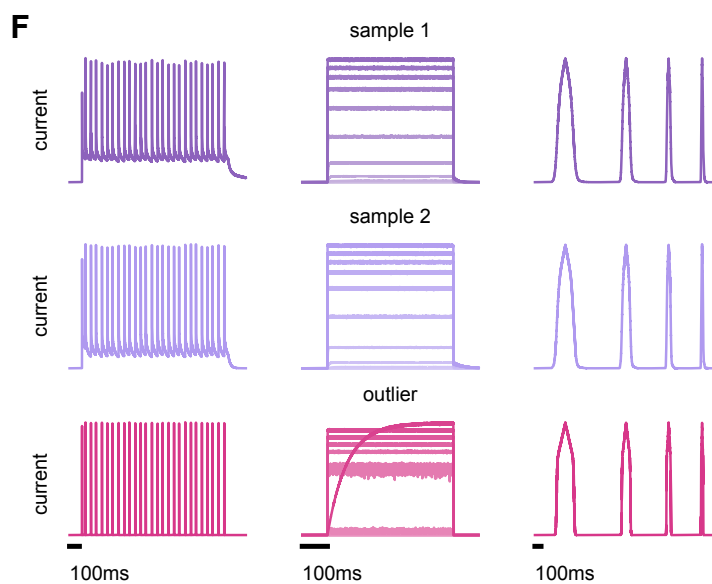 F
sample 1
current
sample 2
current
outlier
current
100ms
100ms
100ms